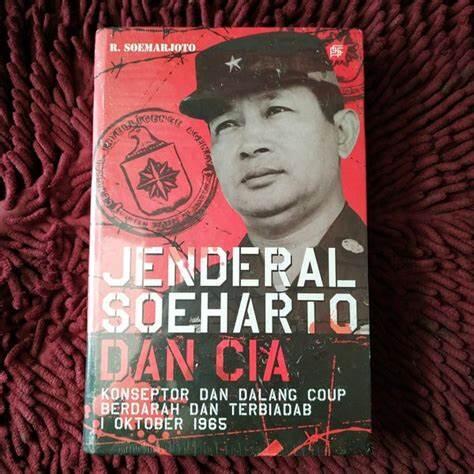 R. SOEMARJOTO
JENDERAL
SOEHARTO
DAN CIA
KONSEPTOR DAN DALANG COUP
BERDARAH DAN TERBIADAB
1 OKTOBER 1965